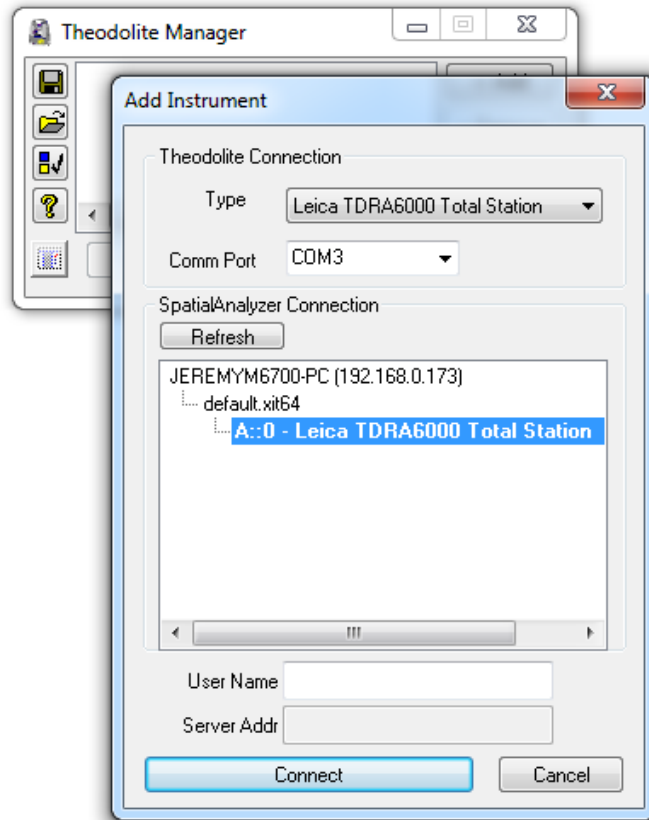 Theodolite Manager
Add Instrument
Theodolite Connection
Type
Leica TDRA6000 Total Station
Comm Port
COM3
SpatialAnalyzer Connection
Refresh
JEREMYM6700-PC (192.168.0.173)
default.xit64
A::0 - Leica TDRA6000 Total Station
User Name
Server Addr
Connect
Cancel